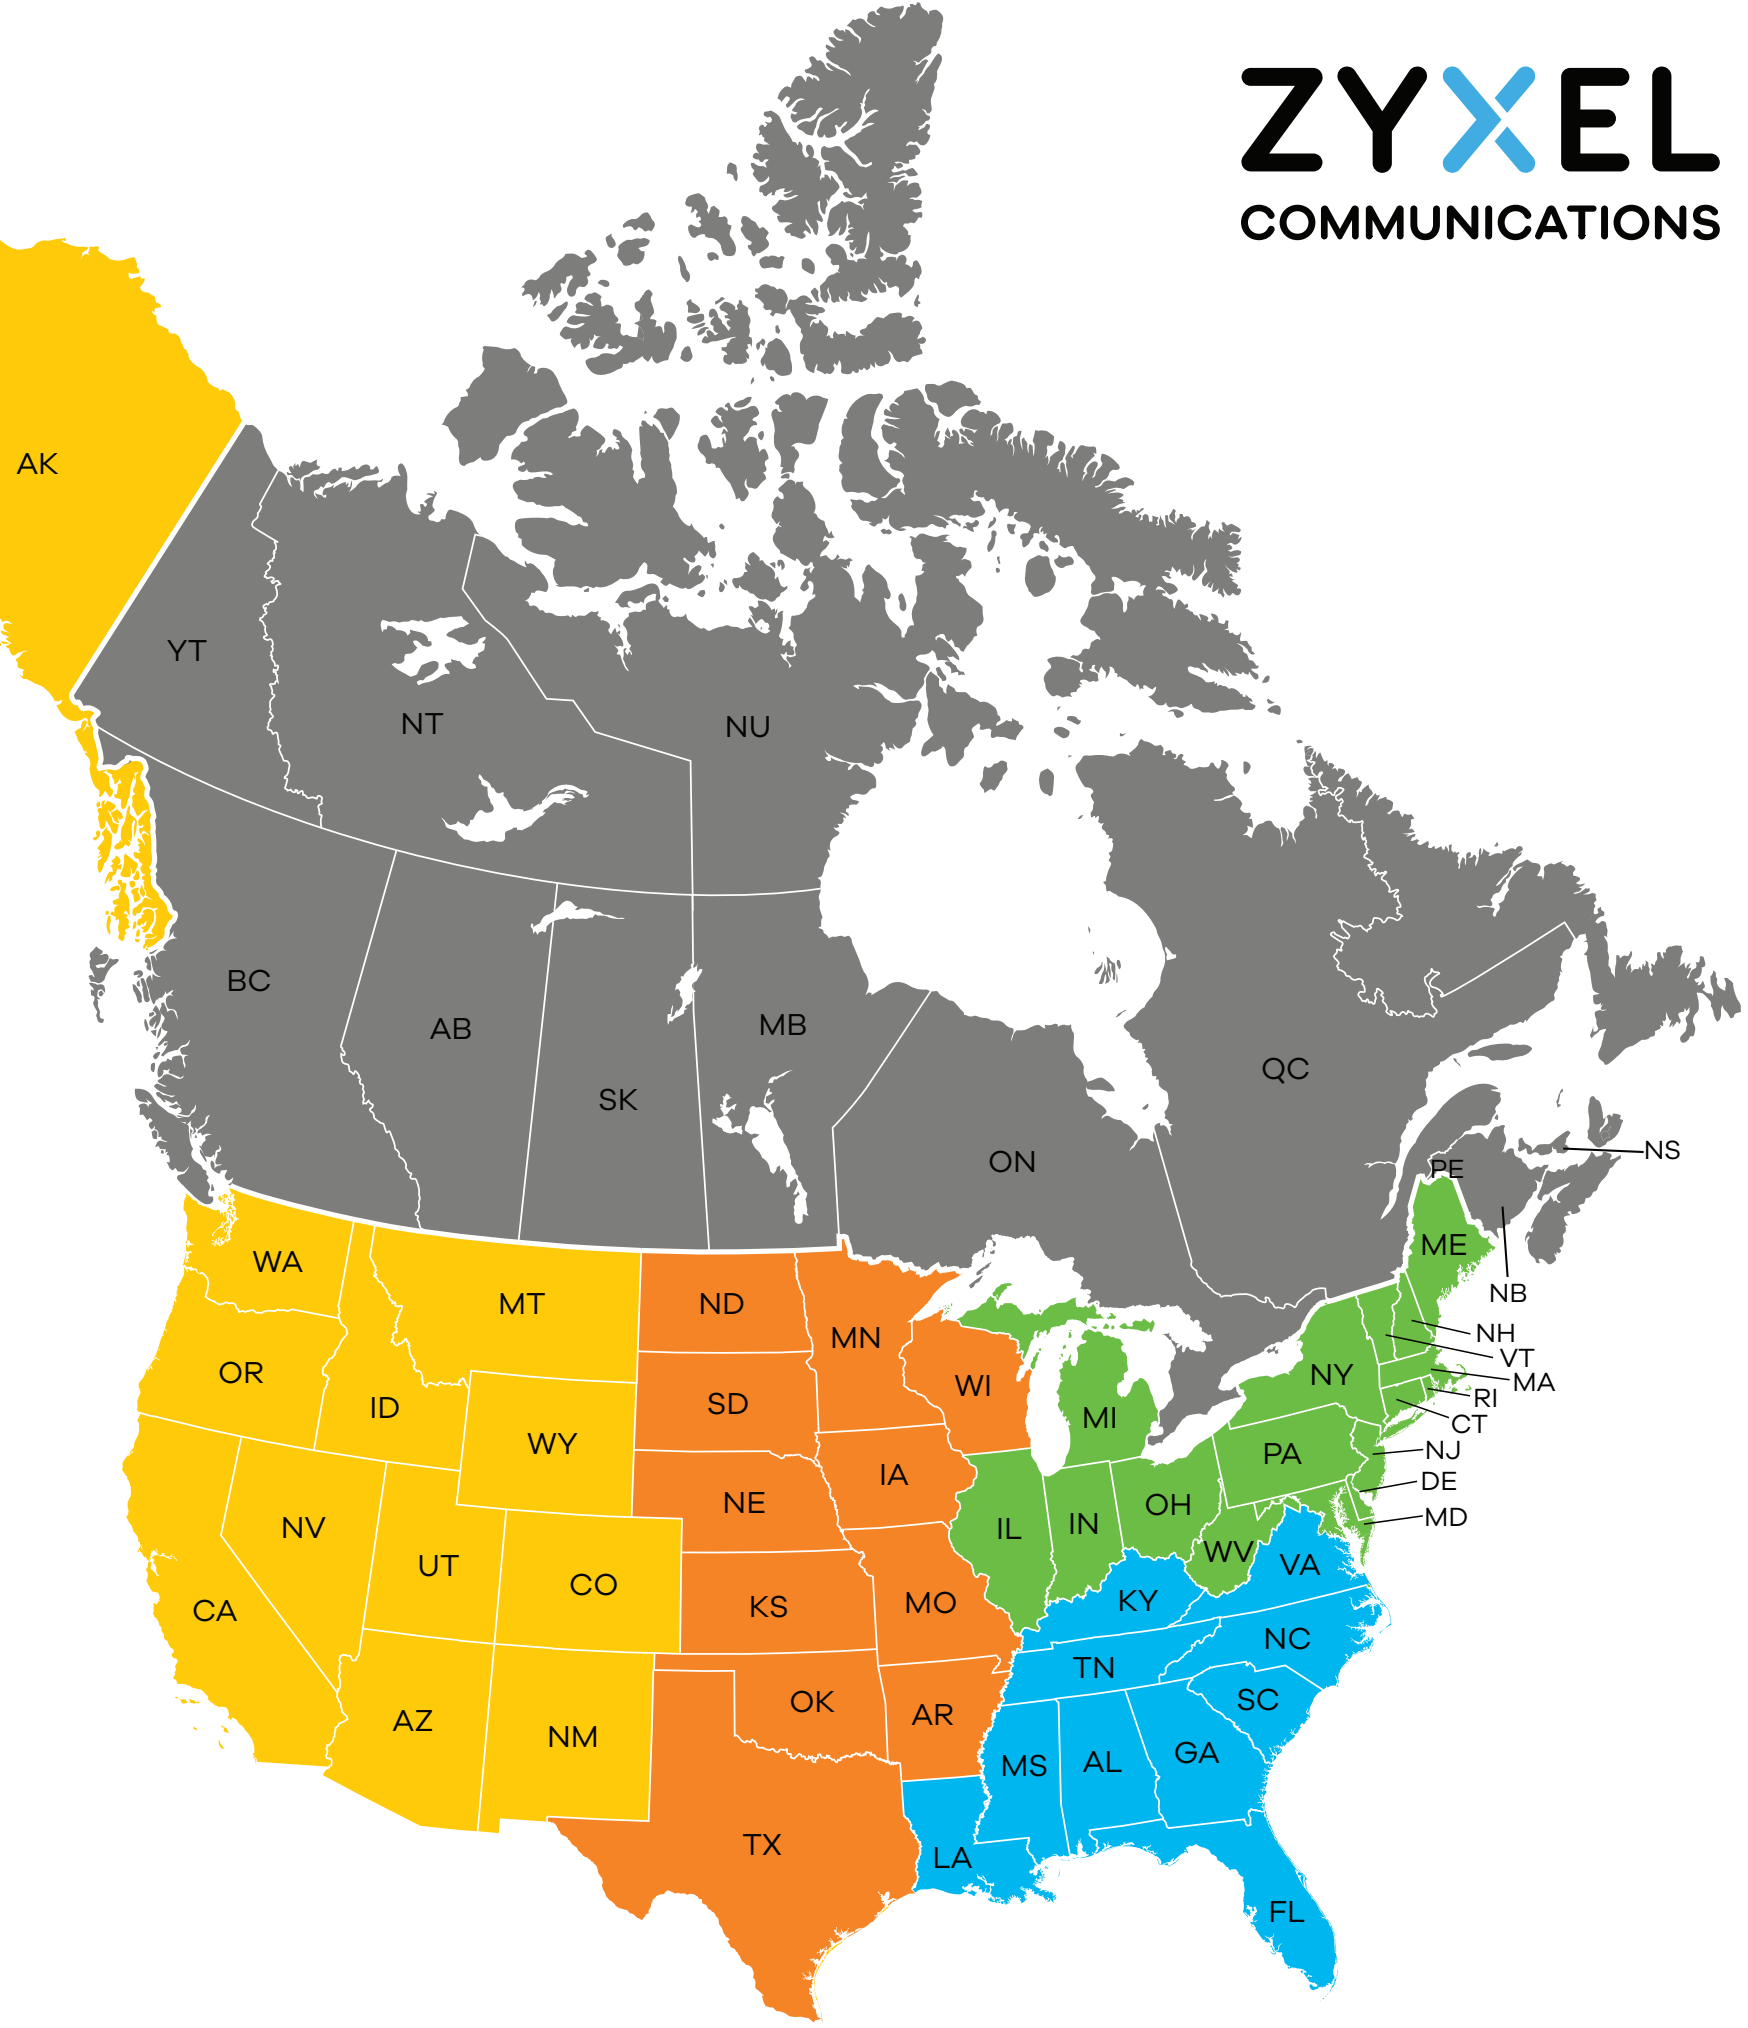 ZYXEL
COMMUNICATIONS
AK
YT
NT
NU
BC
AB
SK
MB
ON
QC
NS
PE
ME
NB
WA
MT
ND
MN
NH
VT
OR
ID
SD
WI
NY
MA
RI
CT
WY
MI
PA
NJ
NE
IA
OH
DE
MD
NV
IL
IN
WV
VA
UT
CO
KS
MO
KY
CA
NC
TN
AZ
NM
OK
AR
SC
MS
AL
GA
TX
LA
FL